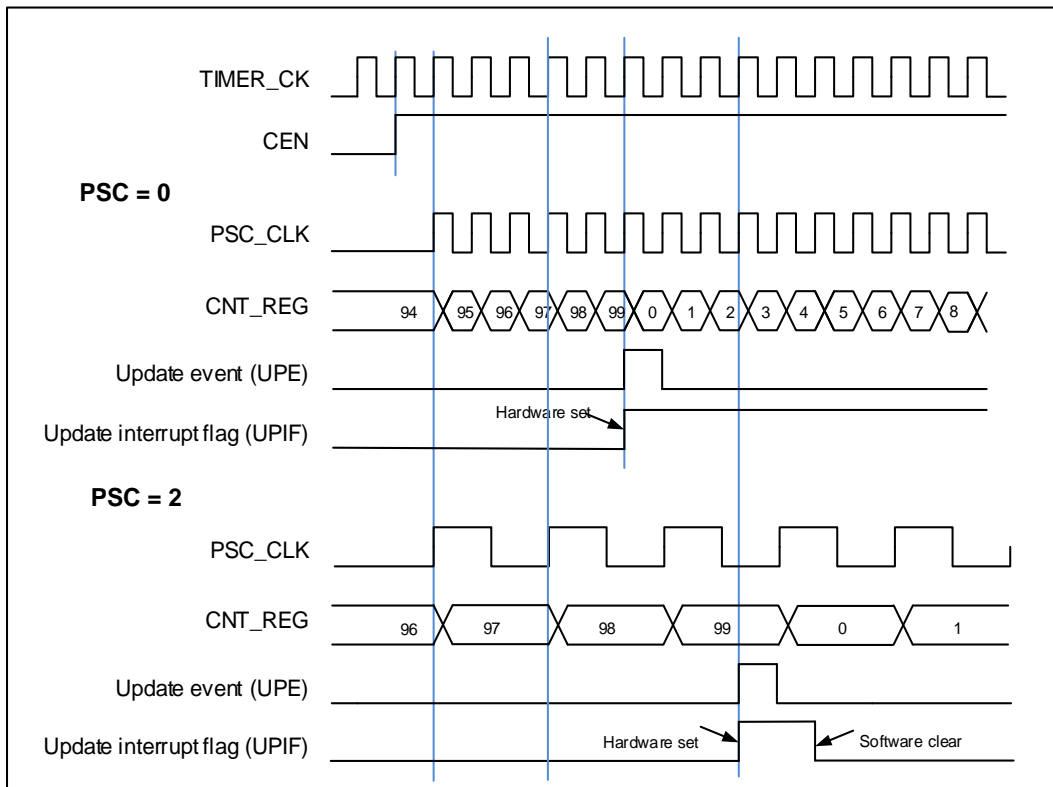 TIMER_CK
CEN
PSC = 0
PSC_CLK
CNT_REG 94 95 96 97 98 99 0 1 2 3 4 5 6 7 8
Update event (UPE)
Hardware set
Update interrupt flag (UPIF)
PSC = 2
PSC_CLK
CNT_REG 96 97 98 99 0 1
Update event (UPE)
Update interrupt flag (UPIF) Hardware set Software clear